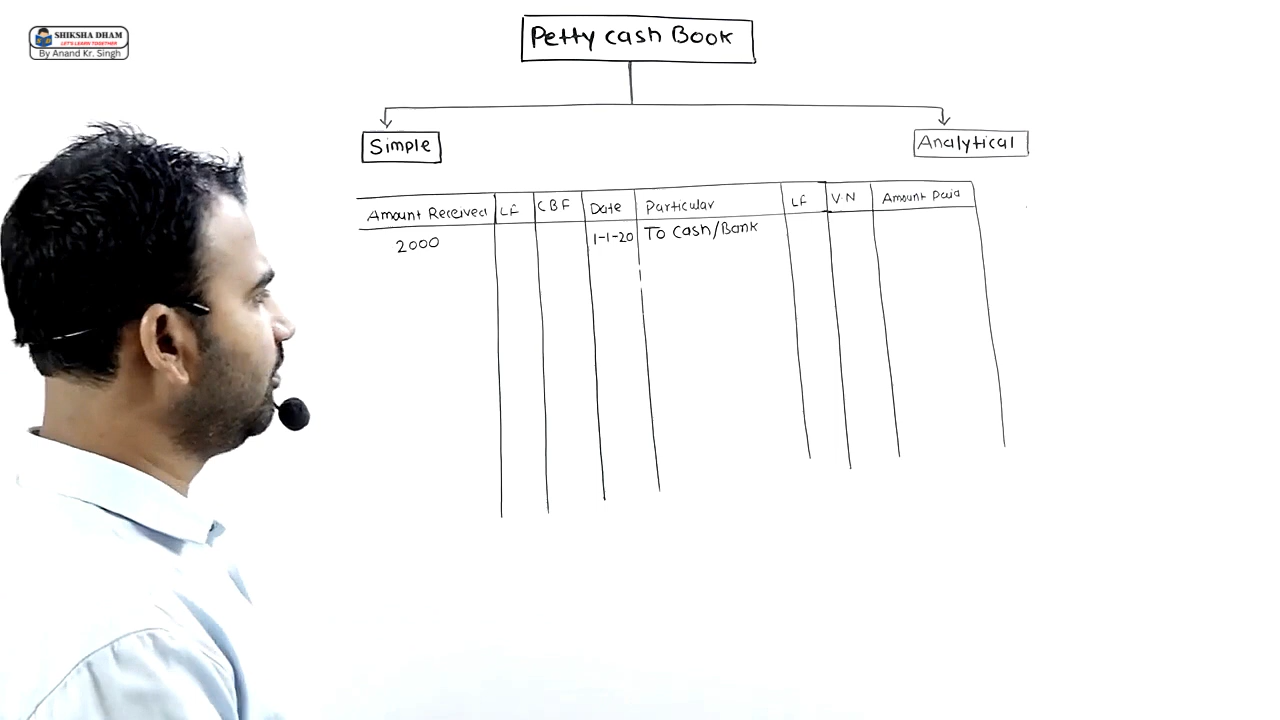 SHIKSHA DHAM
LET'S LEARN TOGETHER
By Anand Kr. Singh
Petty cash Book
Simple
Analytical
Amount Received LF CBF Date Particular LF V.N Amount Paid
2000 1-1-20 To Cash/Bank